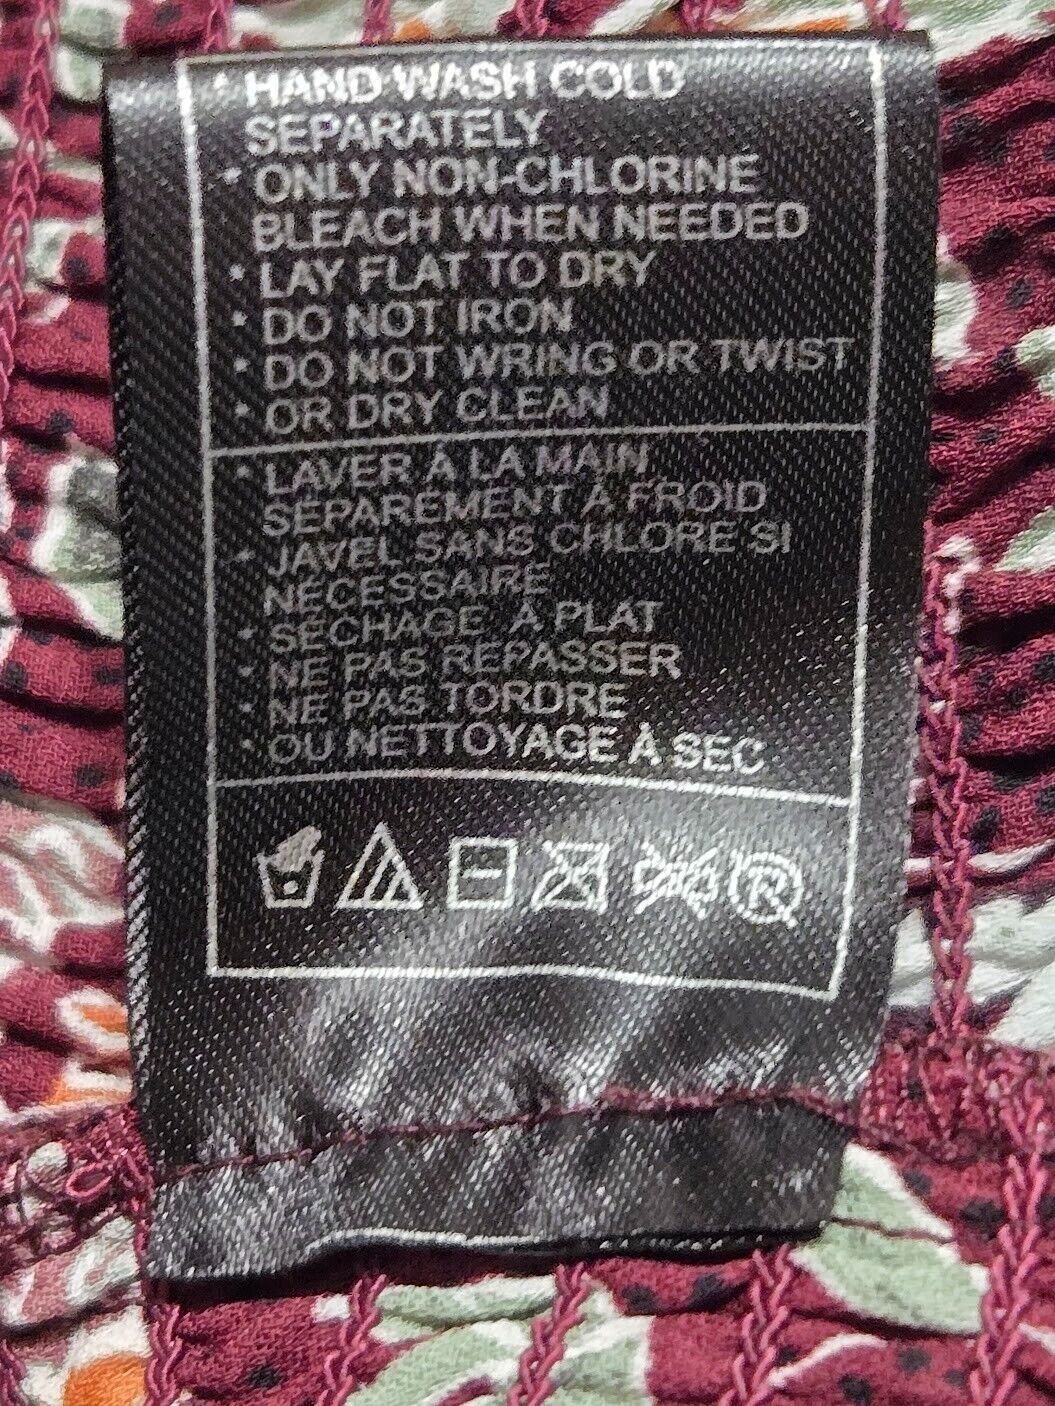 • HAND WASH COLD
SEPARATELY
• ONLY NON-CHLORINE
BLEACH WHEN NEEDED
• LAY FLAT TO DRY
• DO NOT IRON
• DO NOT WRING OR TWIST
• OR DRY CLEAN
• LAVER À LA MAIN
SÉPAREMENT À FROID
• JAVEL SANS CHLORE SI
NÉCESSAIRE
• SÉCHAGE À PLAT
• NE PAS REPASSER
• NE PAS TORDRE
• OU NETTOYAGE À SEC